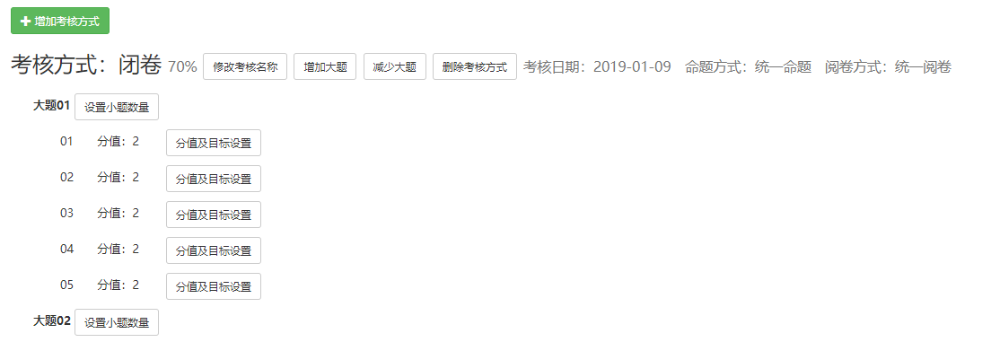 增加考核方式
考核方式：闭卷 70% 修改考核名称 增加大题 减少大题 删除考核方式 考核日期：2019-01-09 命题方式：统一命题 阅卷方式：统一阅卷
大题01 设置小题数量
01 分值：2 分值及目标设置
02 分值：2 分值及目标设置
03 分值：2 分值及目标设置
04 分值：2 分值及目标设置
05 分值：2 分值及目标设置
大题02 设置小题数量